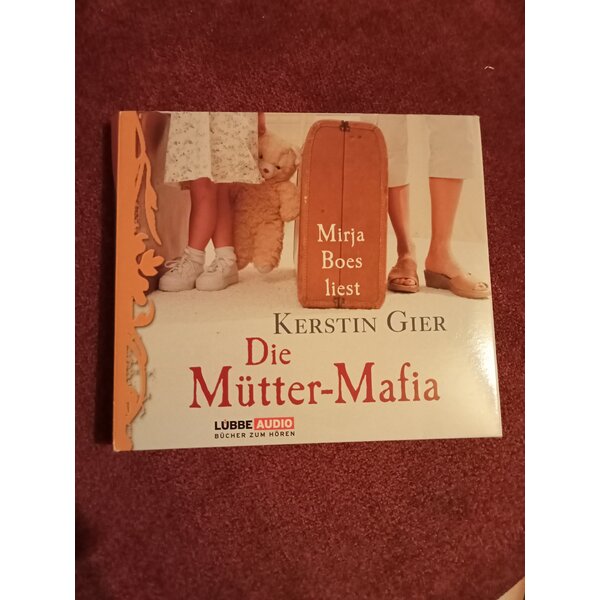 Mirja
Boes
liest
KERSTIN GIER
Die
Mütter-Mafia
LÜBBE AUDIO
BÜCHER ZUM HÖREN